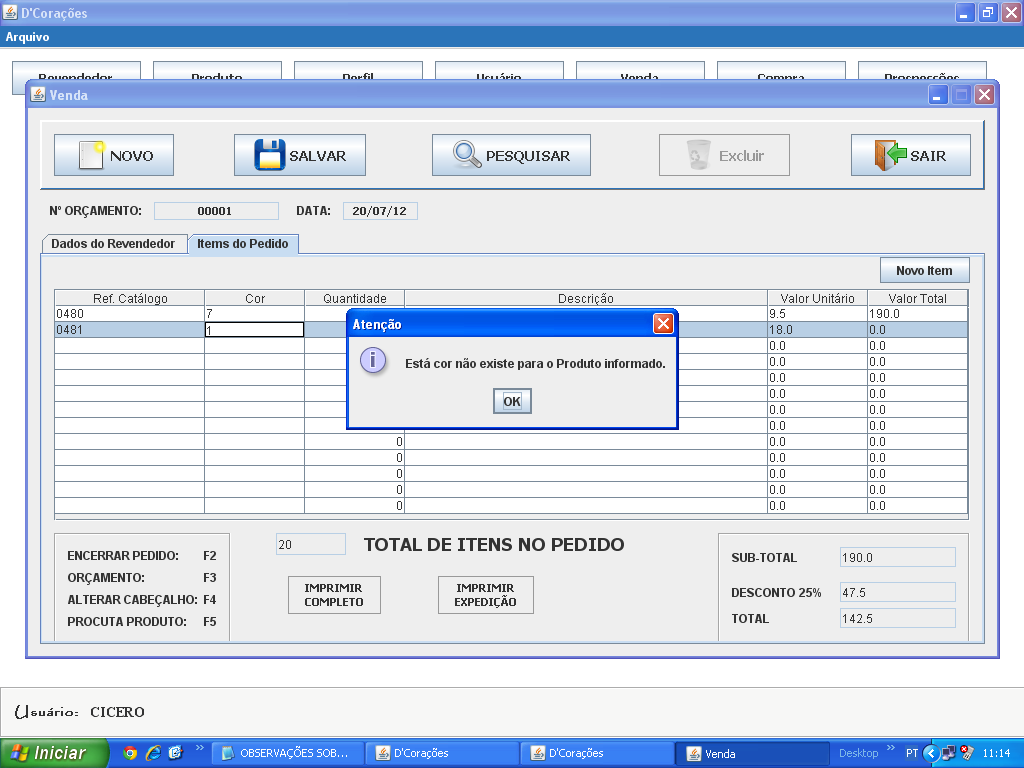 D'Corações
Arquivo
Revendedor Produto Perfil Usuário Venda Compra Prospecções
Venda
NOVO SALVAR PESQUISAR Excluir SAIR
Nº ORÇAMENTO: 00001 DATA: 20/07/12
Dados do Revendedor Items do Pedido
Novo Item
Ref. Catálogo Cor Quantidade Descrição Valor Unitário Valor Total
0480 7 9.5 190.0
0481 1 18.0 0.0
0.0 0.0
0.0 0.0
0.0 0.0
0.0 0.0
0.0 0.0
0.0 0.0
0 0.0 0.0
0 0.0 0.0
0 0.0 0.0
0 0.0 0.0
0 0.0 0.0
Atenção
Está cor não existe para o Produto informado.
OK
20 TOTAL DE ITENS NO PEDIDO
ENCERRAR PEDIDO: F2
ORÇAMENTO: F3
ALTERAR CABEÇALHO: F4
PROCUTA PRODUTO: F5
IMPRIMIR
COMPLETO
IMPRIMIR
EXPEDIÇÃO
SUB-TOTAL 190.0
DESCONTO 25% 47.5
TOTAL 142.5
Usuário: CICERO
Iniciar OBSERVAÇÕES SOB... D'Corações D'Corações Venda Desktop PT 11:14